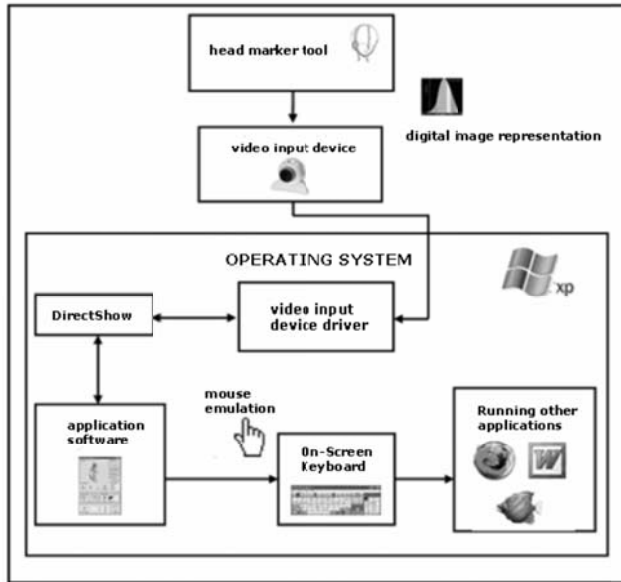 head marker tool
digital image representation
video input
device
OPERATING SYSTEM
xp
DirectShow
video input
device driver
mouse
emulation
application
software
On-Screen
Keyboard
Running other
applications
W